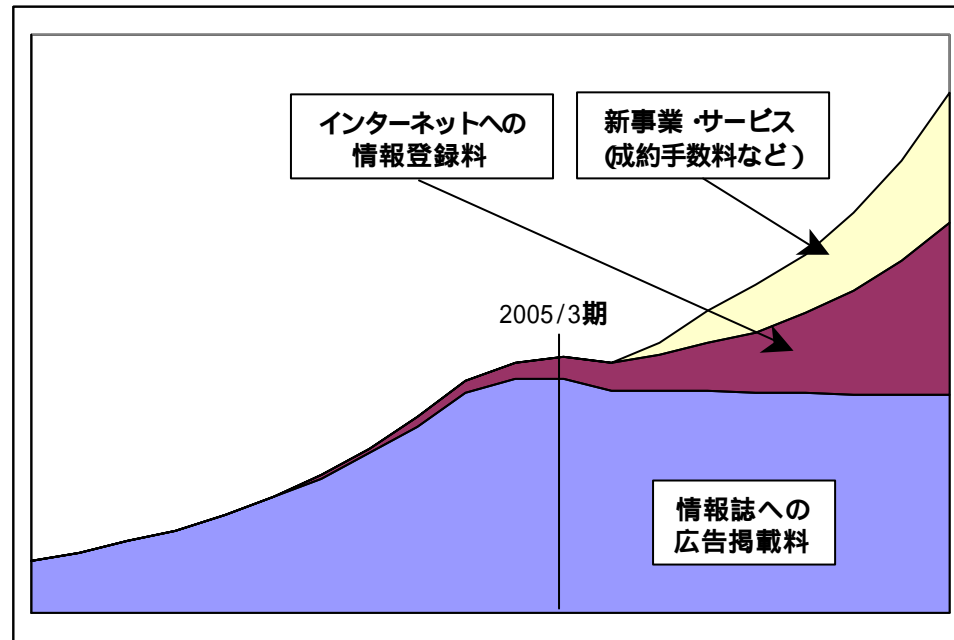 インターネットへの
情報登録料
新事業・サービス
(成約手数料など)
2005/3期
情報誌への
広告掲載料